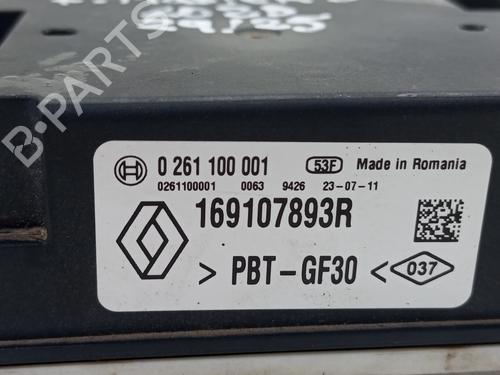 B-PARTS
0 261 100 001 53F Made in Romania
0261100001 0063 9426 23-07-11
169107893R
> PBT-GF30 < 037